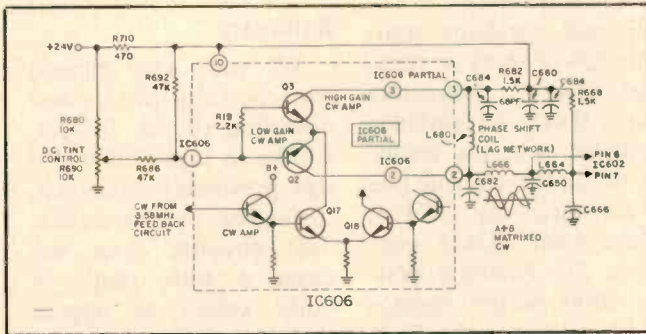 +24V
R710
470
10
R692
47K
IC606 PARTIAL
3
3
Q3
HIGH GAIN
CW AMP
R19
2.2K
LOW GAIN
CW AMP
IC606
PARTIAL
R680
10K
IC606
1
D.C. TINT
CONTROL
R690
10K
R686
47K
Q2
B+
IC606
2
2
C684
R682
1.5K
C680
C684
R668
1.5K
68PF
L680
PHASE SHIFT
COIL
(LAG NETWORK)
L666
L664
PIN 6
IC602
PIN 7
C682
C650
C666
A+B
MATRIXED
CW
CW FROM
3.58MHz
FEED BACK
CIRCUIT
CW AMP
Q17
Q18
IC606